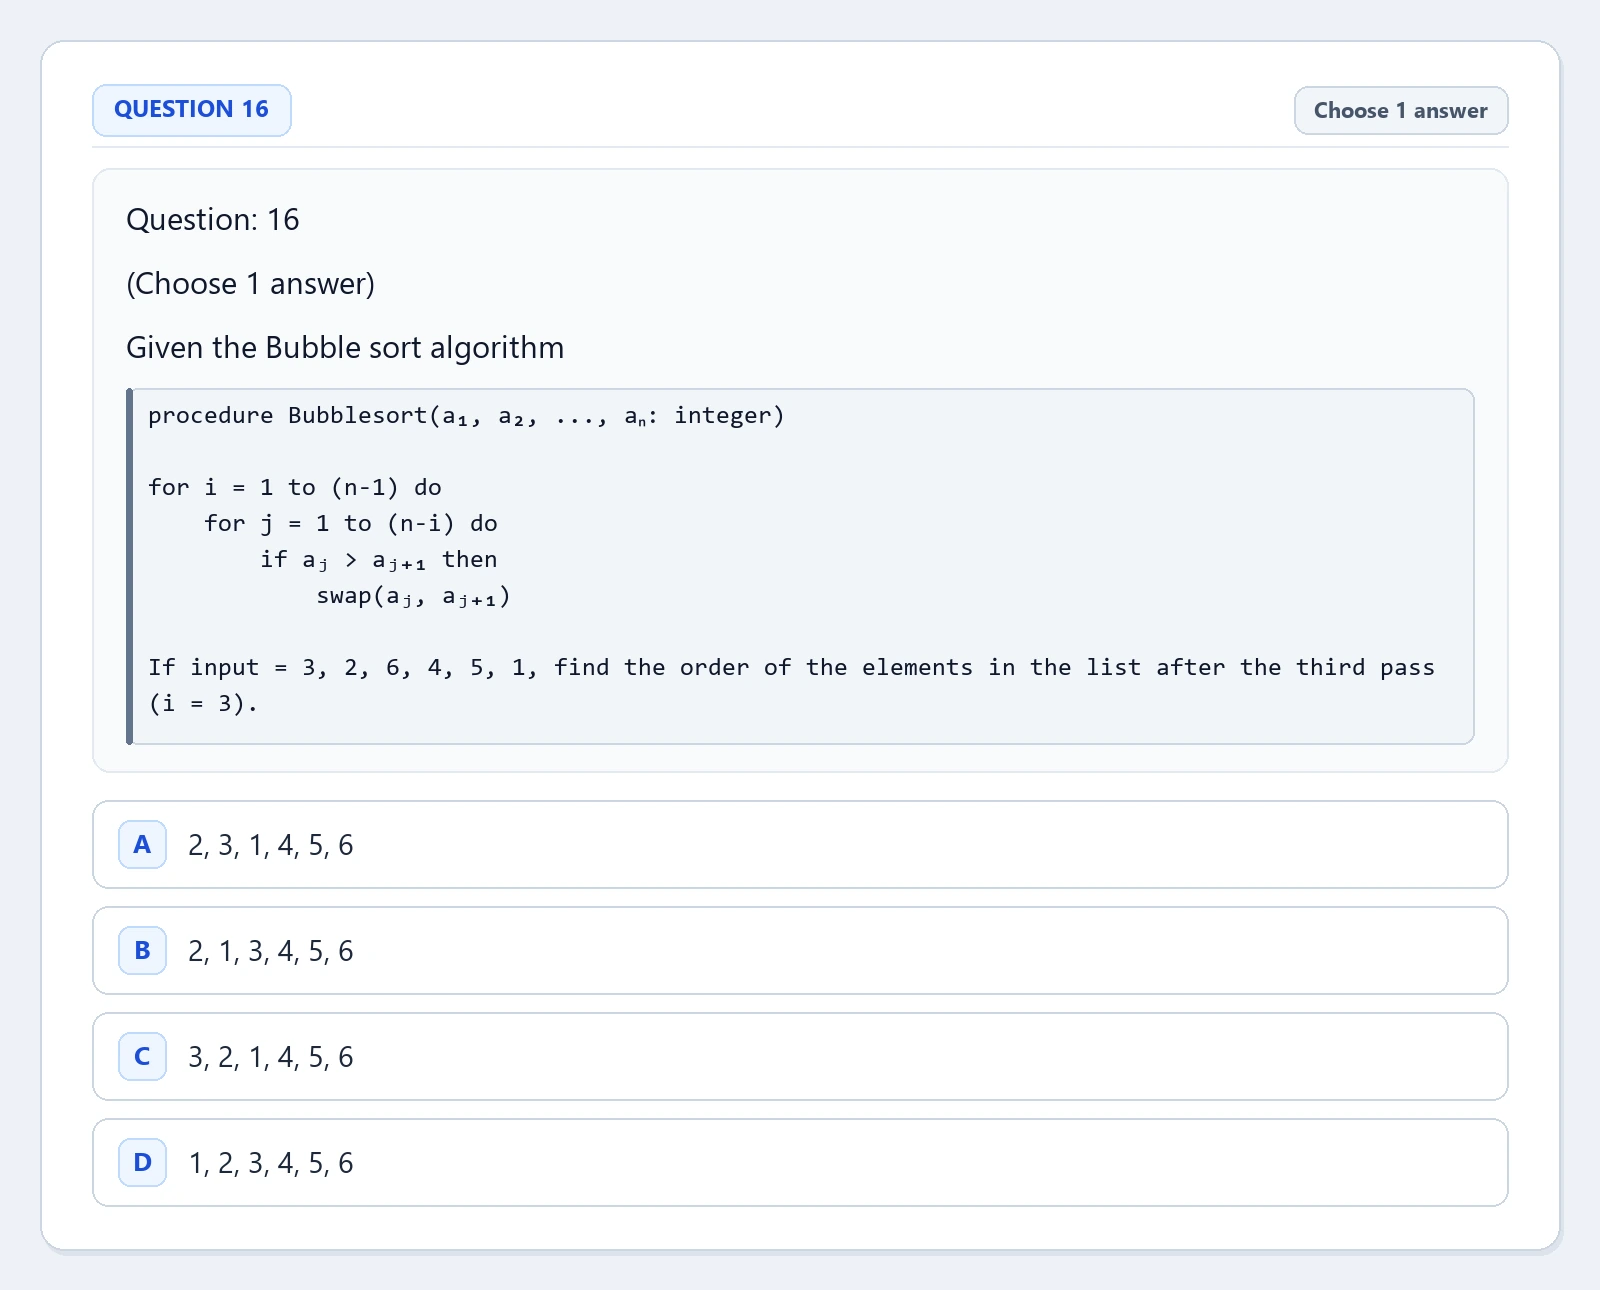 QUESTION 16
Choose 1 answer
Question: 16
(Choose 1 answer)
Given the Bubble sort algorithm
procedure Bubblesort(a₁, a₂, ..., aₙ: integer)
for i = 1 to (n-1) do
    for j = 1 to (n-i) do
        if aⱼ > aⱼ₊₁ then
            swap(aⱼ, aⱼ₊₁)
If input = 3, 2, 6, 4, 5, 1, find the order of the elements in the list after the third pass
(i = 3).
A 2, 3, 1, 4, 5, 6
B 2, 1, 3, 4, 5, 6
C 3, 2, 1, 4, 5, 6
D 1, 2, 3, 4, 5, 6